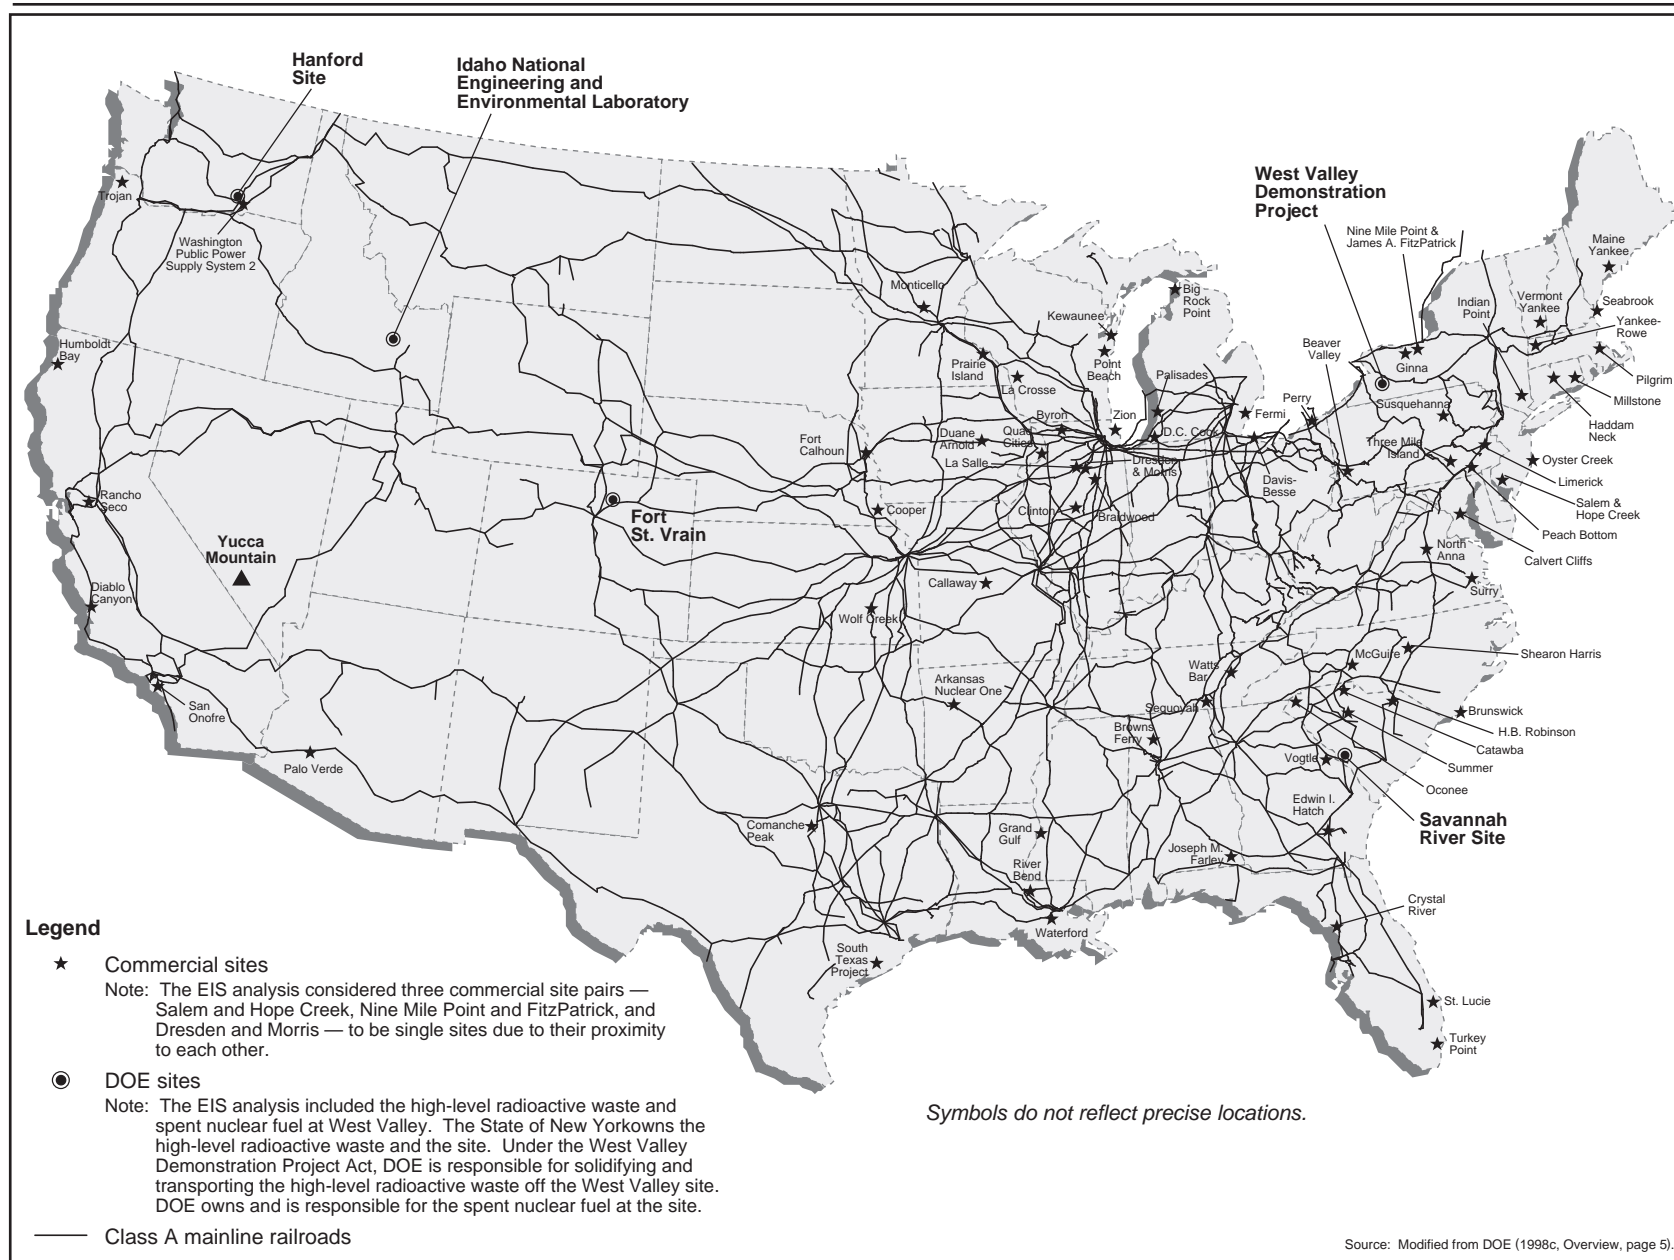 Hanford
Site
Idaho National
Engineering and
Environmental Laboratory
West Valley
Demonstration
Project
Nine Mile Point &
James A. FitzPatrick
Maine
Yankee
Trojan
Washington
Public Power
Supply System 2
Monticello
Big
Rock
Point
Kewaunee
Indian
Point
Vermont
Yankee
Seabrook
Yankee-
Rowe
Humboldt
Bay
Prairie
Island
La Crosse
Point
Beach
Palisades
Beaver
Valley
Ginna
Pilgrim
Millstone
Haddam
Neck
Susquehanna
Perry
Fermi
Zion
Byron
D.C. Cook
Fort
Calhoun
Duane
Arnold
Quad
Cities
La Salle
Dresden
& Morris
Davis-
Besse
Three Mile
Island
Oyster Creek
Limerick
Salem &
Hope Creek
Peach Bottom
Calvert Cliffs
Rancho
Seco
Yucca
Mountain
Fort
St. Vrain
Cooper
Clinton
Braidwood
North
Anna
Surry
Diablo
Canyon
Callaway
Wolf Creek
McGuire
Shearon Harris
San
Onofre
Arkansas
Nuclear One
Watts
Bar
Sequoyah
Browns
Ferry
Brunswick
H.B. Robinson
Catawba
Summer
Oconee
Palo Verde
Vogtle
Edwin I.
Hatch
Savannah
River Site
Comanche
Peak
Grand
Gulf
River
Bend
Joseph M.
Farley
Crystal
River
Waterford
South
Texas
Project
St. Lucie
Turkey
Point
Legend
Commercial sites
Note: The EIS analysis considered three commercial site pairs —
Salem and Hope Creek, Nine Mile Point and FitzPatrick, and
Dresden and Morris — to be single sites due to their proximity
to each other.
DOE sites
Note: The EIS analysis included the high-level radioactive waste and
spent nuclear fuel at West Valley. The State of New Yorkowns the
high-level radioactive waste and the site. Under the West Valley
Demonstration Project Act, DOE is responsible for solidifying and
transporting the high-level radioactive waste off the West Valley site.
DOE owns and is responsible for the spent nuclear fuel at the site.
Class A mainline railroads
Symbols do not reflect precise locations.
Source: Modified from DOE (1998c, Overview, page 5).